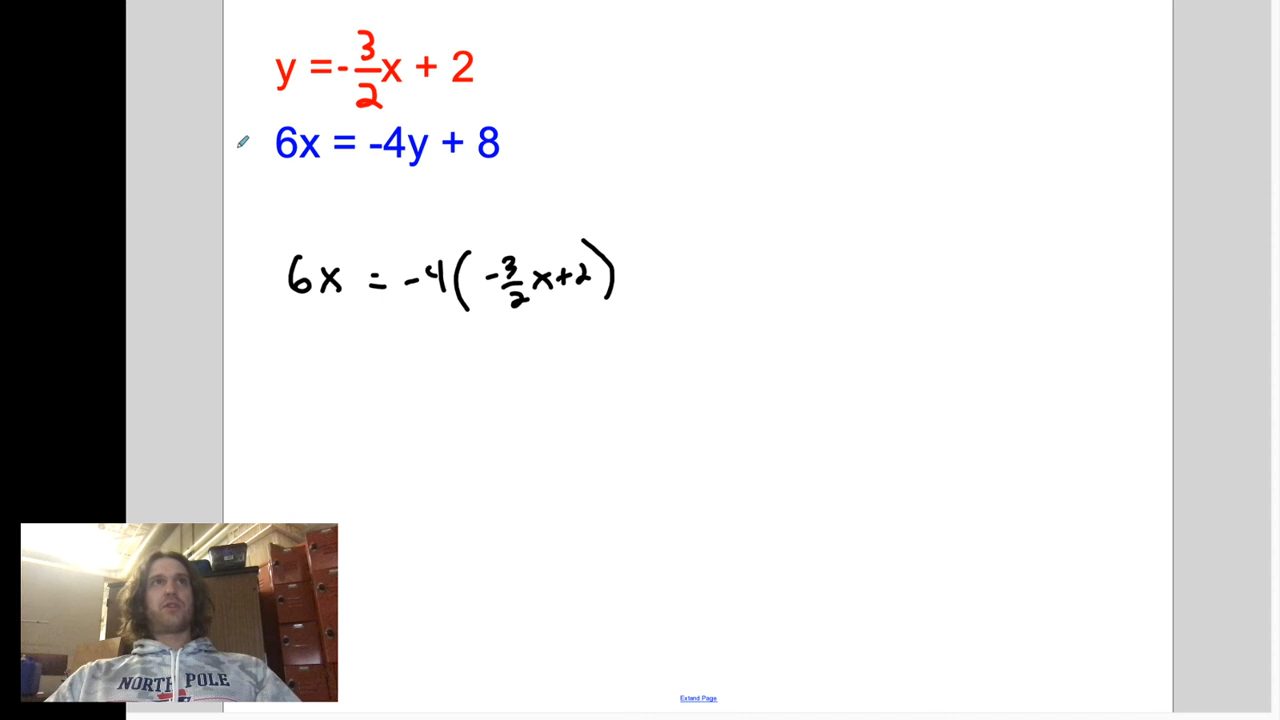 y = -3/2x + 2
6x = -4y + 8
6x = -4(-3/2x+2)
NORTH POLE
Extend Page